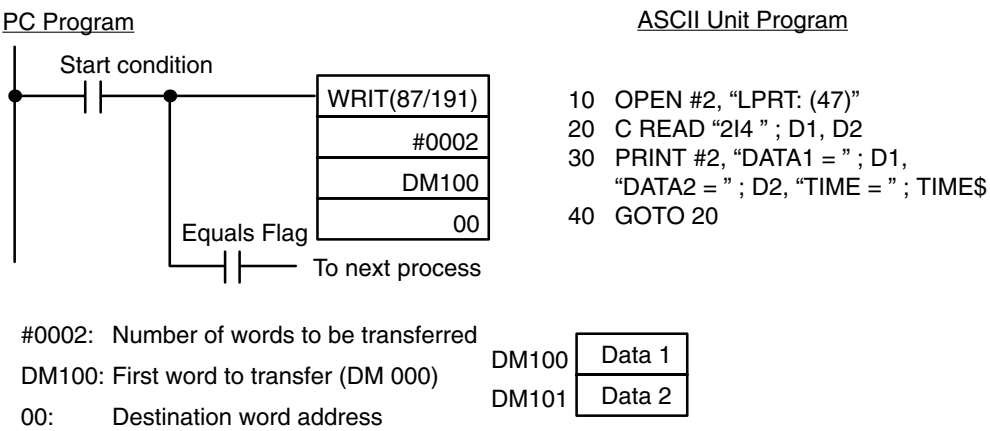 PC Program
ASCII Unit Program
Start condition
WRIT(87/191)
#0002
DM100
00
Equals Flag
To next process
10 OPEN #2, “LPRT: (47)”
20 C READ “2I4 ” ; D1, D2
30 PRINT #2, “DATA1 = ” ; D1,
“DATA2 = ” ; D2, “TIME = ” ; TIME$
40 GOTO 20
#0002: Number of words to be transferred
DM100: First word to transfer (DM 000)
00: Destination word address
DM100 Data 1
DM101 Data 2